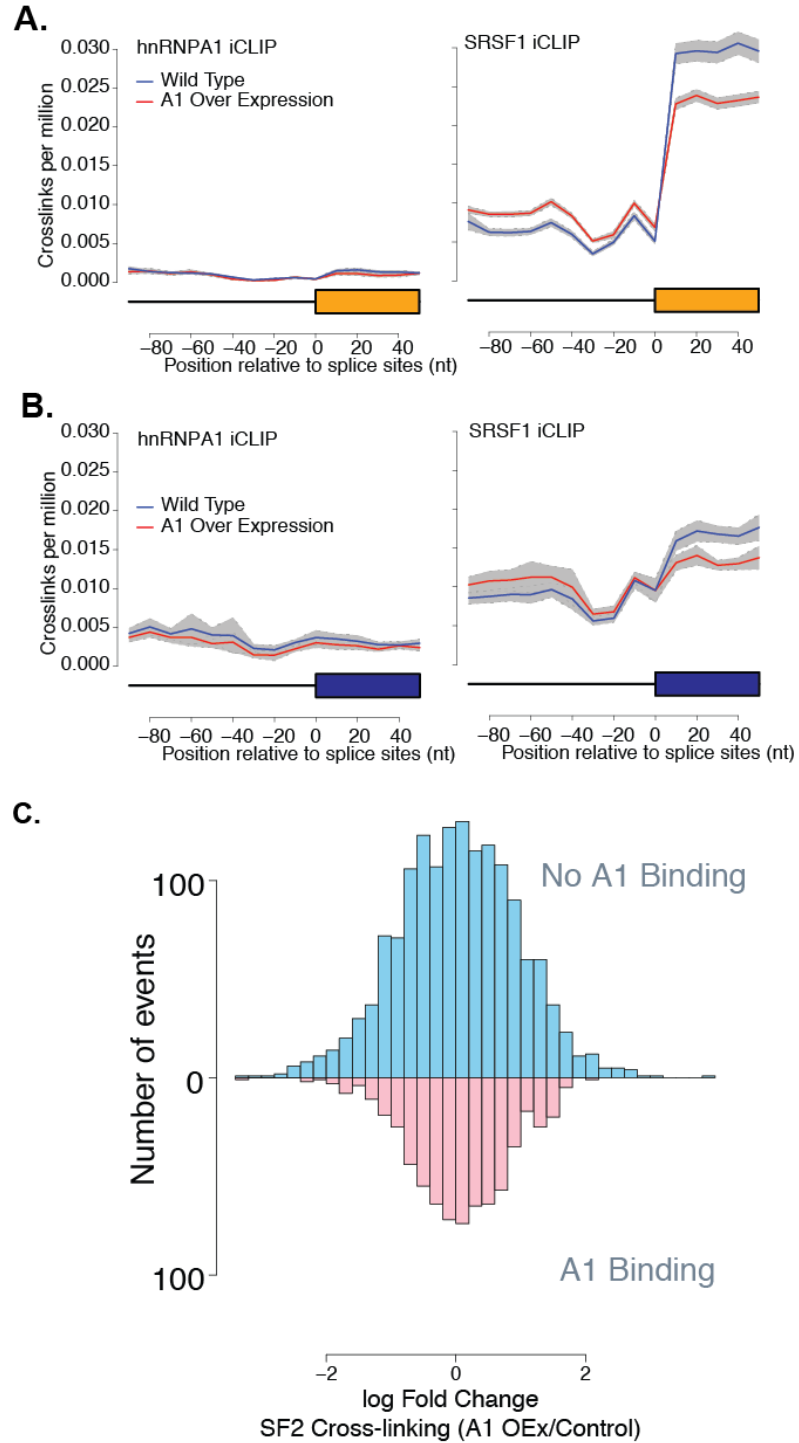 A.
hnRNPA1 iCLIP
SRSF1 iCLIP
Wild Type
A1 Over Expression
Crosslinks per million
0.030
0.025
0.020
0.015
0.010
0.005
0.000
−80 −60 −40 −20 0 20 40
−80 −60 −40 −20 0 20 40
Position relative to splice sites (nt)
Position relative to splice sites (nt)
B.
hnRNPA1 iCLIP
SRSF1 iCLIP
Wild Type
A1 Over Expression
Crosslinks per million
0.030
0.025
0.020
0.015
0.010
0.005
0.000
−80 −60 −40 −20 0 20 40
−80 −60 −40 −20 0 20 40
Position relative to splice sites (nt)
Position relative to splice sites (nt)
C.
No A1 Binding
Number of events
100
0
100
A1 Binding
−2 0 2
log Fold Change
SF2 Cross-linking (A1 OEx/Control)